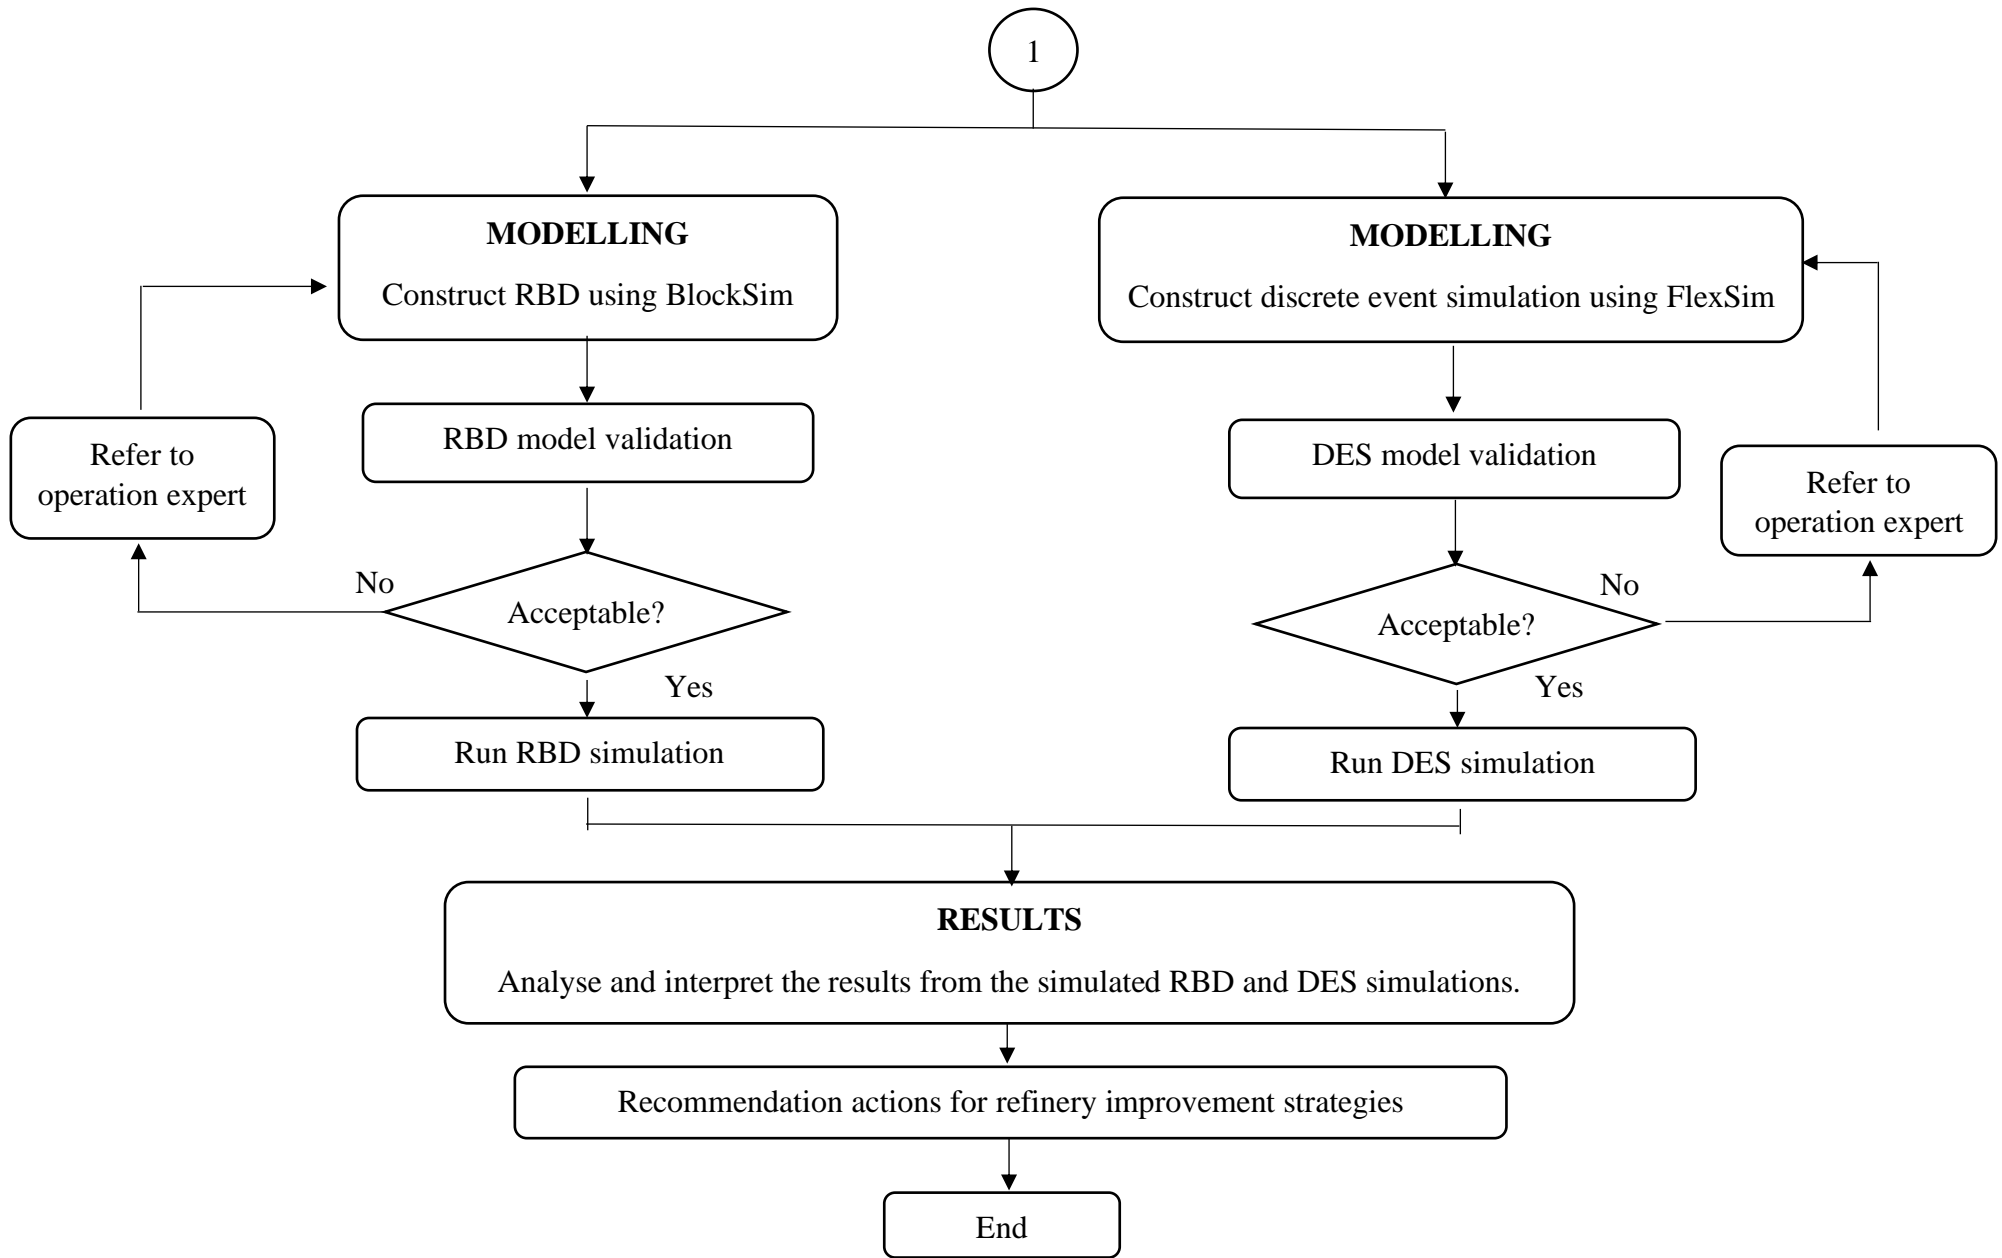 1
MODELLING
Construct RBD using BlockSim
MODELLING
Construct discrete event simulation using FlexSim
RBD model validation
Refer to
operation expert
DES model validation
Refer to
operation expert
No
Acceptable?
Yes
No
Acceptable?
Yes
Run RBD simulation
Run DES simulation
RESULTS
Analyse and interpret the results from the simulated RBD and DES simulations.
Recommendation actions for refinery improvement strategies
End